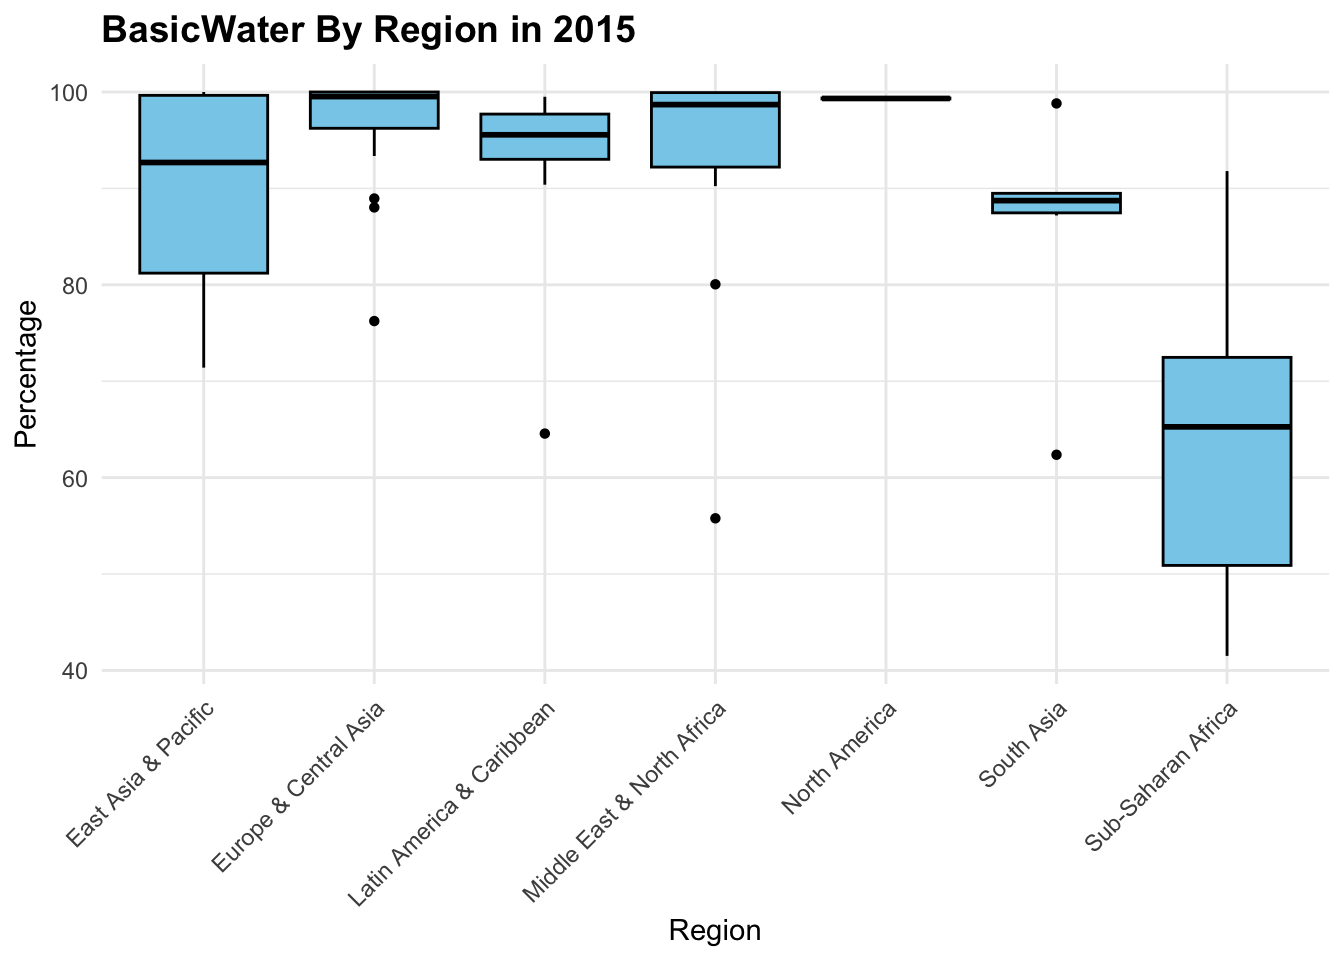 BasicWater By Region in 2015
Percentage
100
80
60
40
East Asia & Pacific
Europe & Central Asia
Latin America & Caribbean
Middle East & North Africa
North America
South Asia
Sub-Saharan Africa
Region